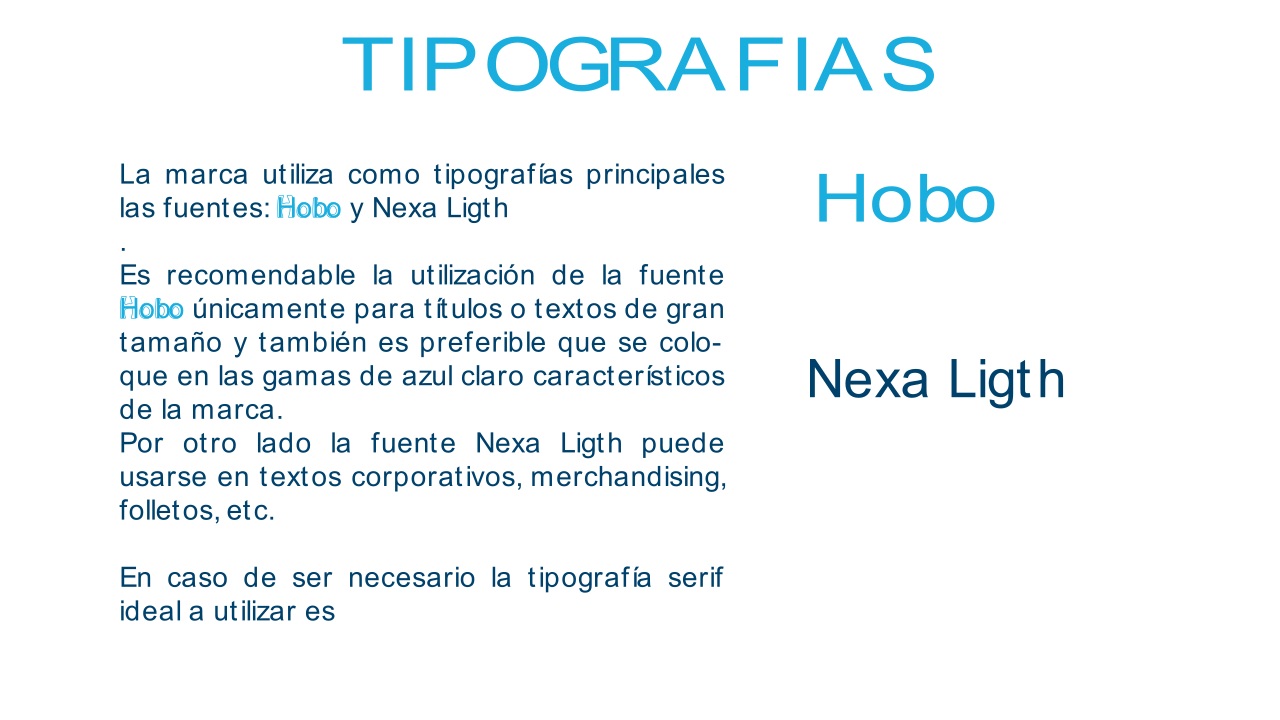 TIPOGRAFIAS
La marca utiliza como tipografías principales
las fuentes: Hobo y Nexa Ligth
.
Es recomendable la utilización de la fuente
Hobo únicamente para títulos o textos de gran
tamaño y también es preferible que se colo-
que en las gamas de azul claro característicos
de la marca.
Por otro lado la fuente Nexa Ligth puede
usarse en textos corporativos, merchandising,
folletos, etc.
En caso de ser necesario la tipografía serif
ideal a utilizar es
Hobo
Nexa Ligth